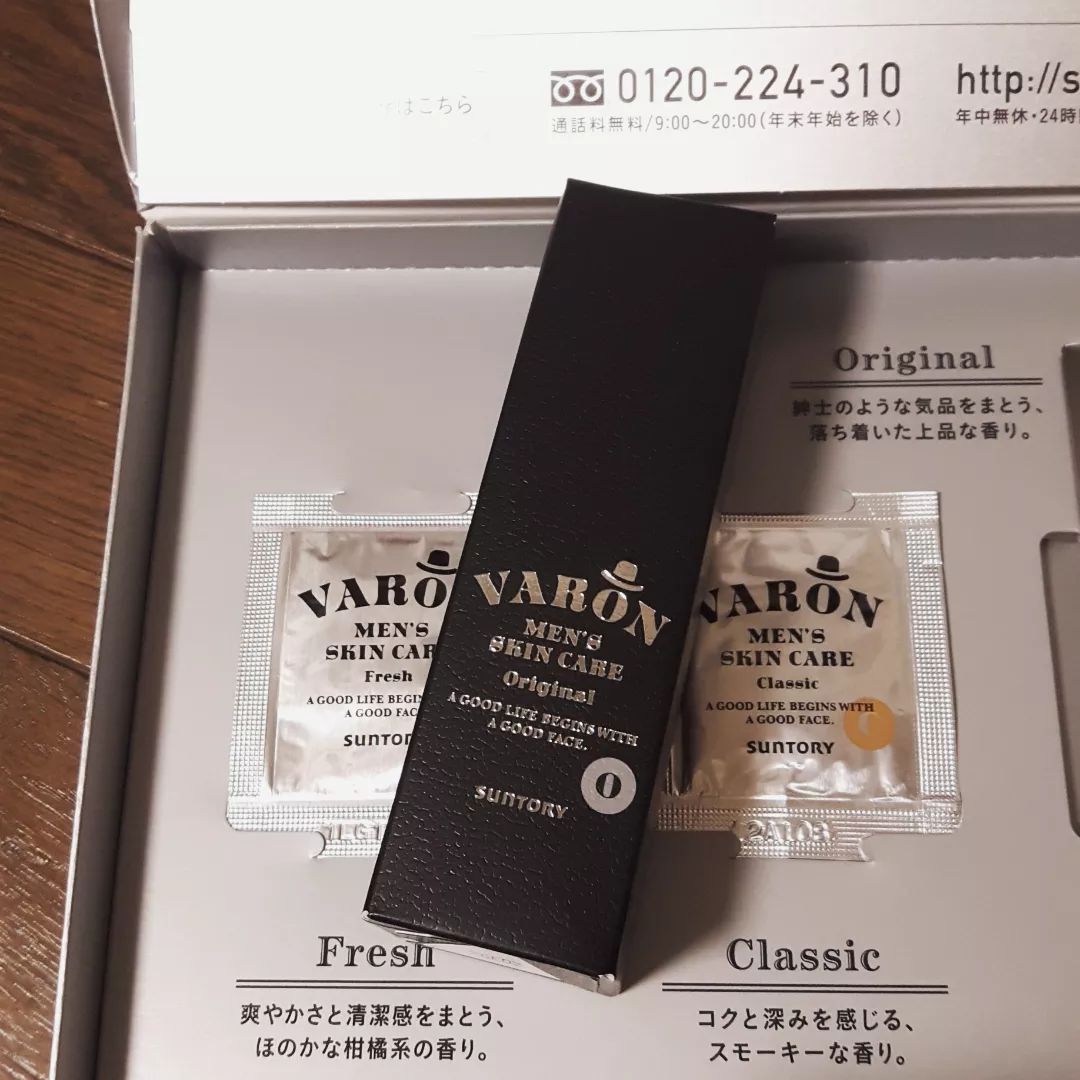 はこちら
0120-224-310
通話料無料/9:00〜20:00(年末年始を除く)
http://s
年中無休・24時
Original
紳士のような気品をまとう、
落ち着いた上品な香り。
VARO
MEN'S
SKIN CAR
Fresh
A GOOD LIFE BEGINS
A GOOD FACE
SUNTORY
VARON
MEN'S
SKIN CARE
Original
A GOOD LIFE BEGINS WITH
A GOOD FACE.
O
SUNTORY
VARON
MEN'S
SKIN CARE
Classic
A GOOD LIFE BEGINS WITH
A GOOD FACE.
C
SUNTORY
Fresh
爽やかさと清潔感をまとう、
ほのかな柑橘系の香り。
Classic
コクと深みを感じる、
スモーキーな香り。